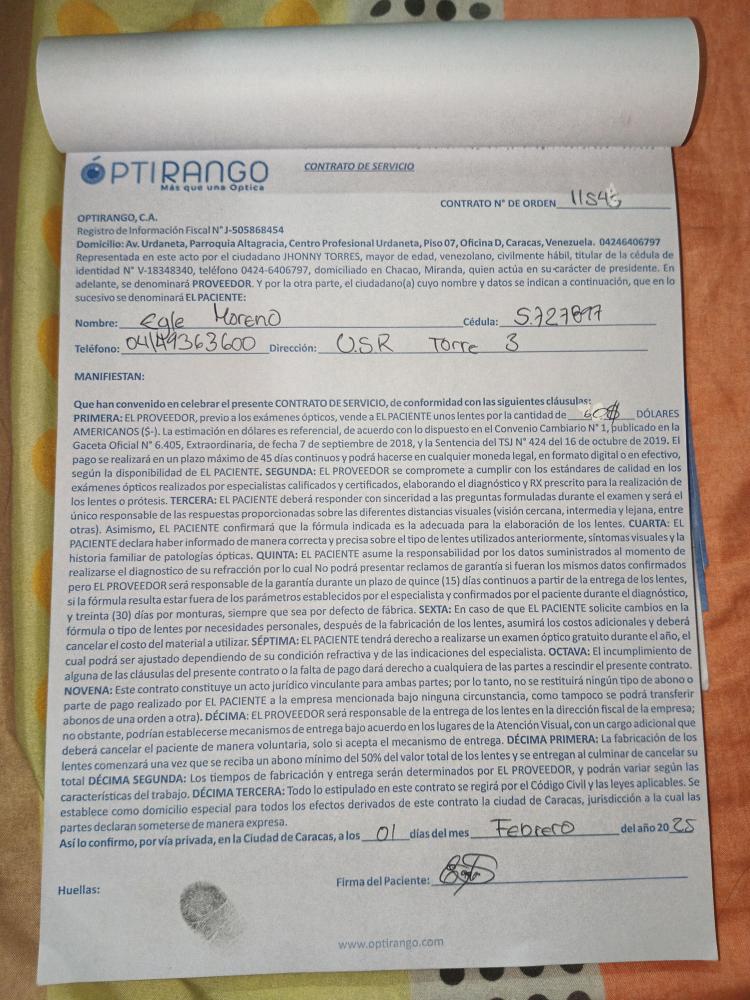 ÓPTIRANGO
Más que una Óptica
CONTRATO DE SERVICIO
CONTRATO N° DE ORDEN
OPTIRANGO, C.A.
Registro de Información Fiscal N° J-505868454
Domicilio: Av. Urdaneta, Parroquia Altagracia, Centro Profesional Urdaneta, Piso 07, Oficina D, Caracas, Venezuela. 04246406797
Representada en este acto por el ciudadano JHONNY TORRES, mayor de edad, venezolano, civilmente hábil, titular de la cédula de
identidad N° V-18348340, teléfono 0424-6406797, domiciliado en Chacao, Miranda, quien actúa en su carácter de presidente. En
adelante, se denominará PROVEEDOR. Y por la otra parte, el ciudadano(a) cuyo nombre y datos se indican a continuación, que en lo
sucesivo se denominará EL PACIENTE:
Nombre: Egle Moreno Cédula: 5.727897
Teléfono: 04149363600 Dirección: U.S.R Torre 3
MANIFIESTAN:
Que han convenido en celebrar el presente CONTRATO DE SERVICIO, de conformidad con las siguientes cláusulas:
PRIMERA: EL PROVEEDOR, previo a los exámenes ópticos, vende a EL PACIENTE unos lentes por la cantidad de 60$ DÓLARES
AMERICANOS ($-). La estimación en dólares es referencial, de acuerdo con lo dispuesto en el Convenio Cambiario N° 1, publicado en la
Gaceta Oficial N° 6.405, Extraordinaria, de fecha 7 de septiembre de 2018, y la Sentencia del TSJ N° 424 del 16 de octubre de 2019. El
pago se realizará en un plazo máximo de 45 días continuos y podrá hacerse en cualquier moneda legal, en formato digital o en efectivo,
según la disponibilidad de EL PACIENTE. SEGUNDA: EL PROVEEDOR se compromete a cumplir con los estándares de calidad en los
exámenes ópticos realizados por especialistas calificados y certificados, elaborando el diagnóstico y RX prescrito para la realización de
los lentes o prótesis. TERCERA: EL PACIENTE deberá responder con sinceridad a las preguntas formuladas durante el examen y será el
único responsable de las respuestas proporcionadas sobre las diferentes distancias visuales (visión cercana, intermedia y lejana, entre
otras). Asimismo, EL PACIENTE confirmará que la fórmula indicada es la adecuada para la elaboración de los lentes. CUARTA: EL
PACIENTE declara haber informado de manera correcta y precisa sobre el tipo de lentes utilizados anteriormente, síntomas visuales y la
historia familiar de patologías ópticas. QUINTA: EL PACIENTE asume la responsabilidad por los datos suministrados al momento de
realizarse el diagnostico de su refracción por lo cual No podrá presentar reclamos de garantía si fueran los mismos datos confirmados
pero EL PROVEEDOR será responsable de la garantía durante un plazo de quince (15) días continuos a partir de la entrega de los lentes,
si la fórmula resulta estar fuera de los parámetros establecidos por el especialista y confirmados por el paciente durante el diagnóstico,
y treinta (30) días por monturas, siempre que sea por defecto de fábrica. SEXTA: En caso de que EL PACIENTE solicite cambios en la
fórmula o tipo de lentes por necesidades personales, después de la fabricación de los lentes, asumirá los costos adicionales y deberá
cancelar el costo del material a utilizar. SÉPTIMA: EL PACIENTE tendrá derecho a realizarse un examen óptico gratuito durante el año, el
cual podrá ser ajustado dependiendo de su condición refractiva y de las indicaciones del especialista. OCTAVA: El incumplimiento de
alguna de las cláusulas del presente contrato o la falta de pago dará derecho a cualquiera de las partes a rescindir el presente contrato.
NOVENA: Este contrato constituye un acto jurídico vinculante para ambas partes; por lo tanto, no se restituirá ningún tipo de abono o
parte de pago realizado por EL PACIENTE a la empresa mencionada bajo ninguna circunstancia, como tampoco se podrá transferir
abonos de una orden a otra). DÉCIMA: EL PROVEEDOR será responsable de la entrega de los lentes en la dirección fiscal de la empresa;
no obstante, podrían establecerse mecanismos de entrega bajo acuerdo en los lugares de la Atención Visual, con un cargo adicional que
deberá cancelar el paciente de manera voluntaria, solo si acepta el mecanismo de entrega. DÉCIMA PRIMERA: La fabricación de los
lentes comenzará una vez que se reciba un abono mínimo del 50% del valor total de los lentes y se entregan al culminar de cancelar su
total DÉCIMA SEGUNDA: Los tiempos de fabricación y entrega serán determinados por EL PROVEEDOR, y podrán variar según las
características del trabajo. DÉCIMA TERCERA: Todo lo estipulado en este contrato se regirá por el Código Civil y las leyes aplicables. Se
establece como domicilio especial para todos los efectos derivados de este contrato la ciudad de Caracas, jurisdicción a la cual las
partes declaran someterse de manera expresa.
Así lo confirmo, por vía privada, en la Ciudad de Caracas, a los 01 días del mes Febrero del año 20 25
Firma del Paciente:
Huellas:
www.optirango.com